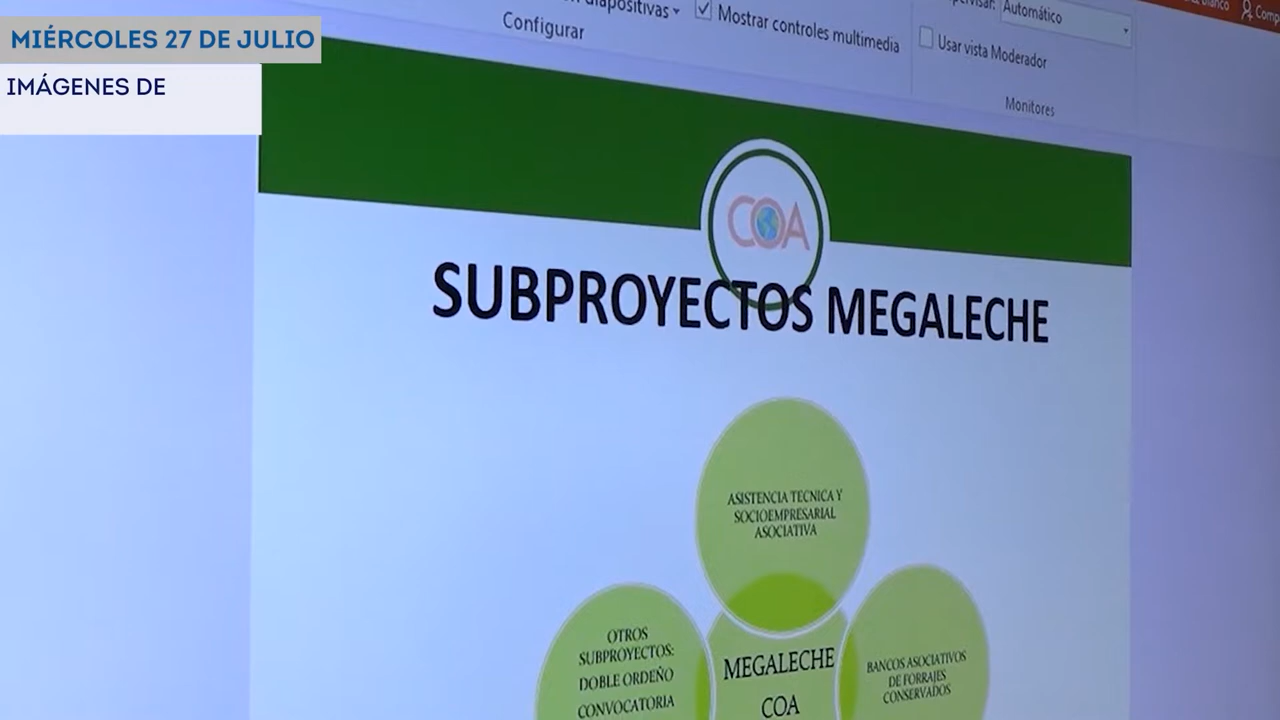 MIÉRCOLES 27 DE JULIO
IMÁGENES DE
diapositivas
Configurar
Mostrar controles multimedia
Automático
Usar vista Moderador
Monitores
COA
SUBPROYECTOS MEGALECHE
ASISTENCIA TECNICA Y
SOCIOEMPRESARIAL
ASOCIATIVA
OTROS
SUBPROYECTOS:
DOBLE ORDEÑO
CONVOCATORIA
MEGALECHE
COA
BANCOS ASOCIATIVOS
DE FORRAJES
CONSERVADOS